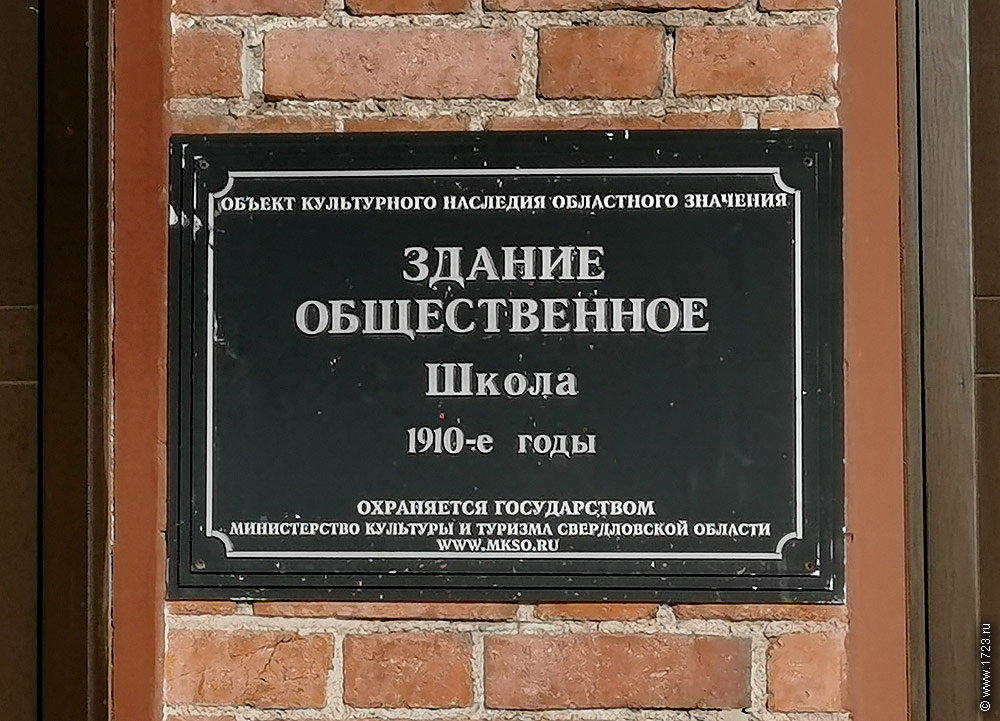 ОБЪЕКТ КУЛЬТУРНОГО НАСЛЕДИЯ ОБЛАСТНОГО ЗНАЧЕНИЯ
ЗДАНИЕ
ОБЩЕСТВЕННОЕ
Школа
1910-е годы
ОХРАНЯЕТСЯ ГОСУДАРСТВОМ
МИНИСТЕРСТВО КУЛЬТУРЫ И ТУРИЗМА СВЕРДЛОВСКОЙ ОБЛАСТИ
WWW.MKSO.RU
© www.1723.ru